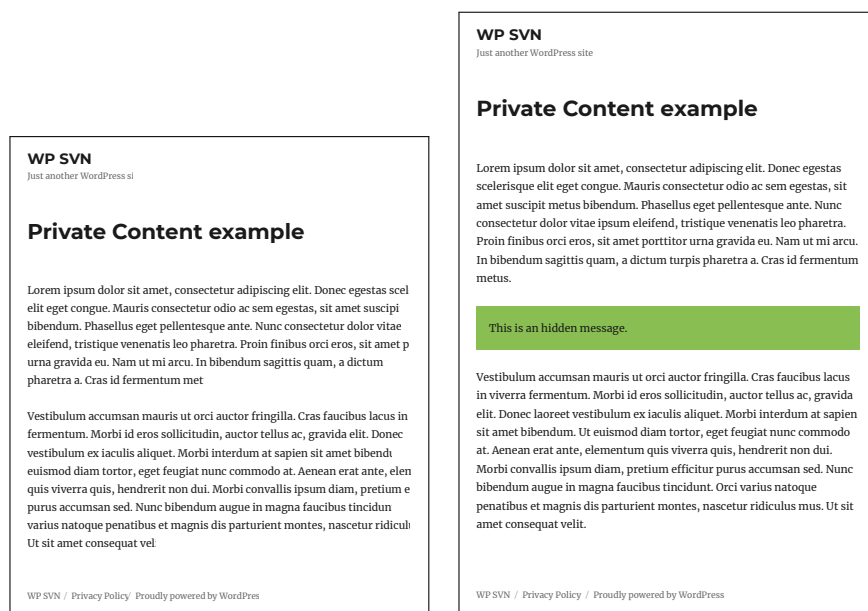 WP SVN
Just another WordPress si
Private Content example
Lorem ipsum dolor sit amet, consectetur adipiscing elit. Donec egestas scel
elit eget congue. Mauris consectetur odio ac sem egestas, sit amet suscipi
bibendum. Phasellus eget pellentesque ante. Nunc consectetur dolor vitae
eleifend, tristique venenatis leo pharetra. Proin finibus orci eros, sit amet p
urna gravida eu. Nam ut mi arcu. In bibendum sagittis quam, a dictum
pharetra a. Cras id fermentum met
Vestibulum accumsan mauris ut orci auctor fringilla. Cras faucibus lacus in
fermentum. Morbi id eros sollicitudin, auctor tellus ac, gravida elit. Donec
vestibulum ex iaculis aliquet. Morbi interdum at sapien sit amet bibend
euismod diam tortor, eget feugiat nunc commodo at. Aenean erat ante, elen
quis viverra quis, hendrerit non dui. Morbi convallis ipsum diam, pretium e
purus accumsan sed. Nunc bibendum augue in magna faucibus tincidun
varius natoque penatibus et magnis dis parturient montes, nascetur ridicul
Ut sit amet consequat vel
WP SVN / Privacy Policy / Proudly powered by WordPres
WP SVN
Just another WordPress site
Private Content example
Lorem ipsum dolor sit amet, consectetur adipiscing elit. Donec egestas
scelerisque elit eget congue. Mauris consectetur odio ac sem egestas, sit
amet suscipit metus bibendum. Phasellus eget pellentesque ante. Nunc
consectetur dolor vitae ipsum eleifend, tristique venenatis leo pharetra.
Proin finibus orci eros, sit amet porttitor urna gravida eu. Nam ut mi arcu.
In bibendum sagittis quam, a dictum turpis pharetra a. Cras id fermentum
metus.
This is an hidden message.
Vestibulum accumsan mauris ut orci auctor fringilla. Cras faucibus lacus
in viverra fermentum. Morbi id eros sollicitudin, auctor tellus ac, gravida
elit. Donec laoreet vestibulum ex iaculis aliquet. Morbi interdum at sapien
sit amet bibendum. Ut euismod diam tortor, eget feugiat nunc commodo
at. Aenean erat ante, elementum quis viverra quis, hendrerit non dui.
Morbi convallis ipsum diam, pretium efficitur purus accumsan sed. Nunc
bibendum augue in magna faucibus tincidunt. Orci varius natoque
penatibus et magnis dis parturient montes, nascetur ridiculus mus. Ut sit
amet consequat velit.
WP SVN / Privacy Policy / Proudly powered by WordPress